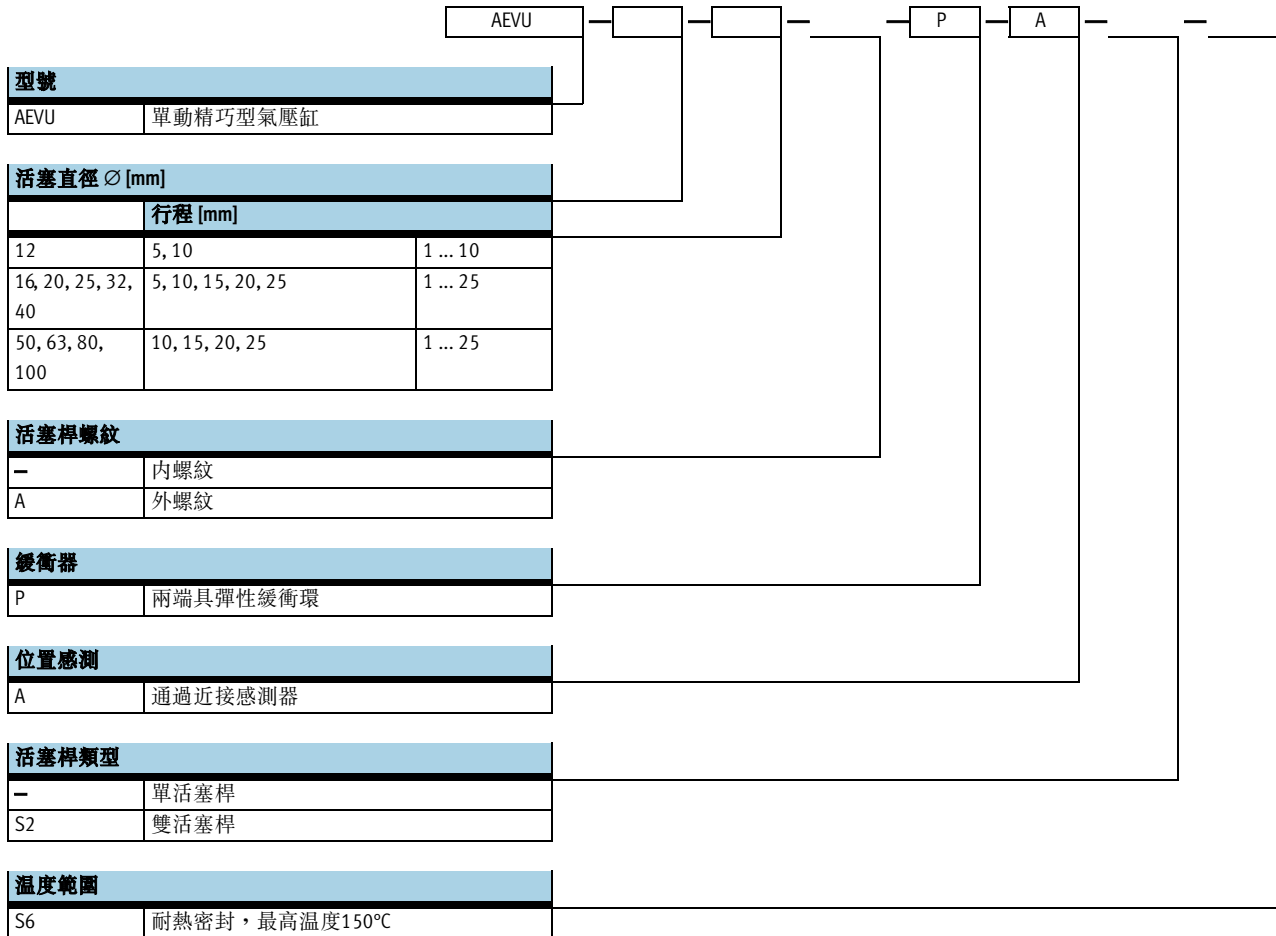 AEVU – – – – P – A – –
型號
AEVU 單動精巧型氣壓缸
活塞直徑 ∅ [mm]
行程 [mm]
12 5, 10 1 ... 10
16, 20, 25, 32, 5, 10, 15, 20, 25 1 ... 25
40
50, 63, 80, 10, 15, 20, 25 1 ... 25
100
活塞桿螺紋
– 內螺紋
A 外螺紋
緩衝器
P 兩端具彈性緩衝環
位置感測
A 通過近接感測器
活塞桿類型
– 單活塞桿
S2 雙活塞桿
溫度範圍
S6 耐熱密封，最高溫度150°C